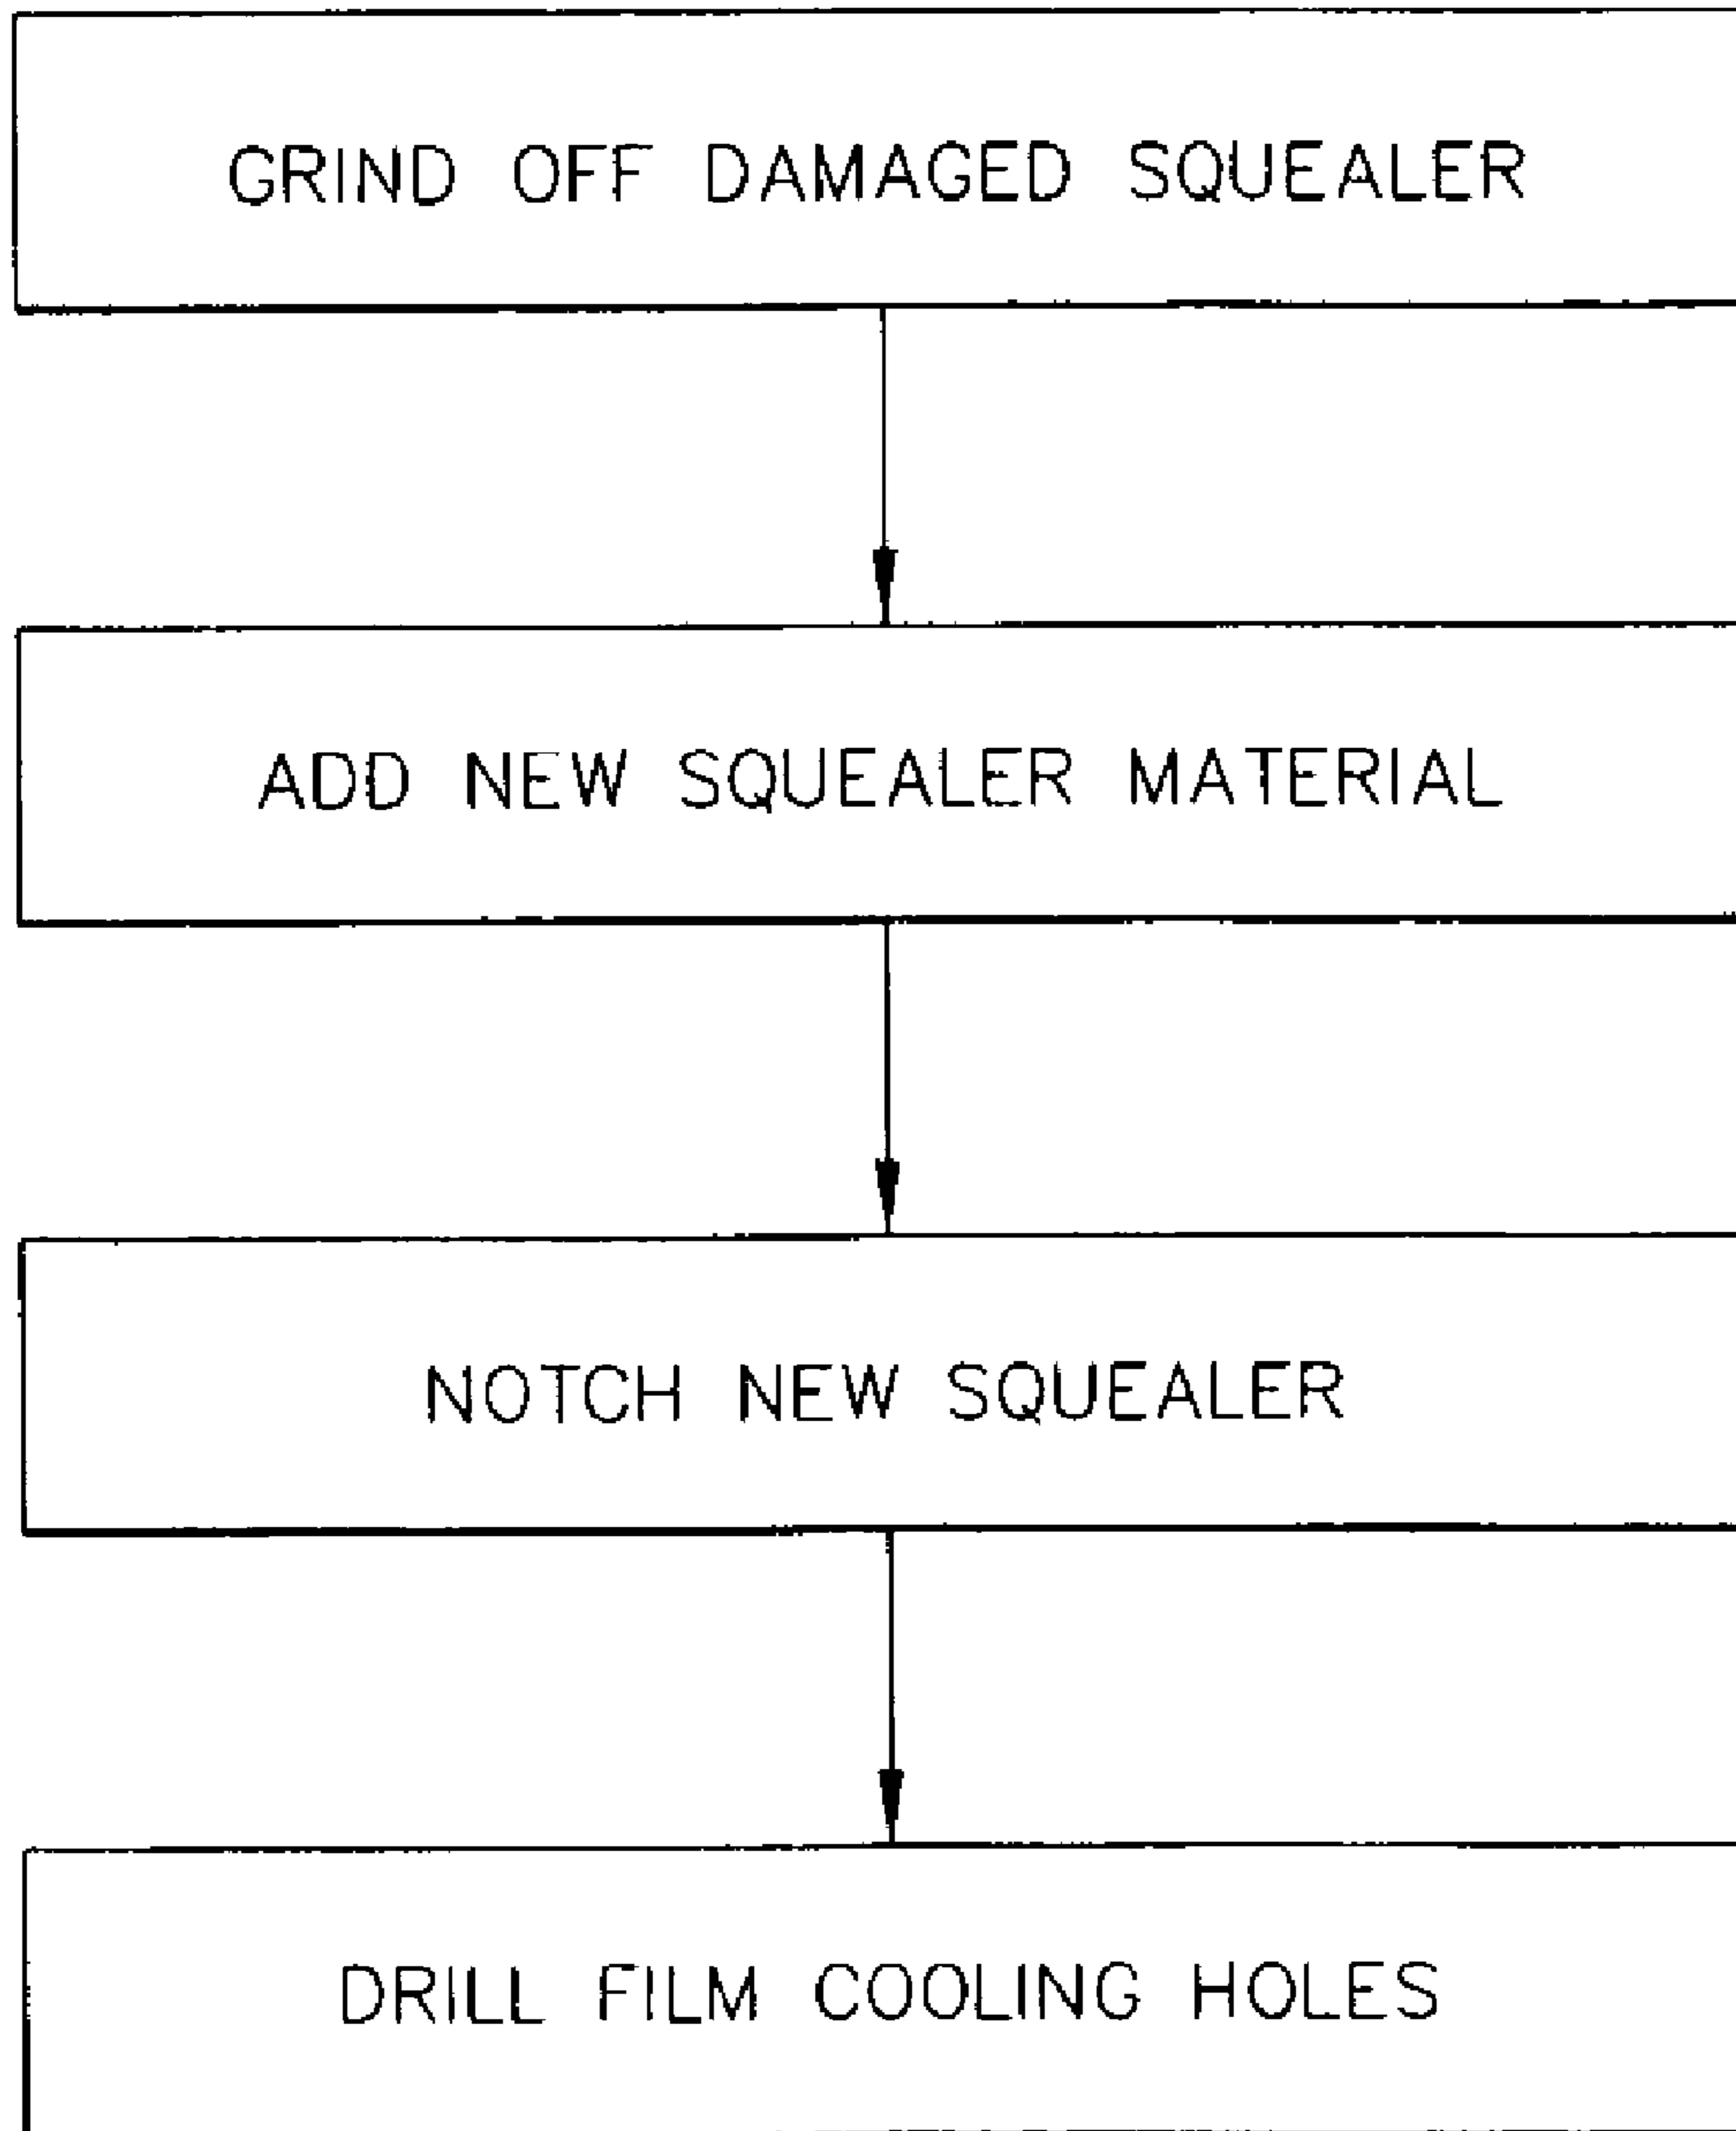 GRIND OFF DAMAGED SQUEALER
ADD NEW SQUEALER MATERIAL
NOTCH NEW SQUEALER
DRILL FILM COOLING HOLES